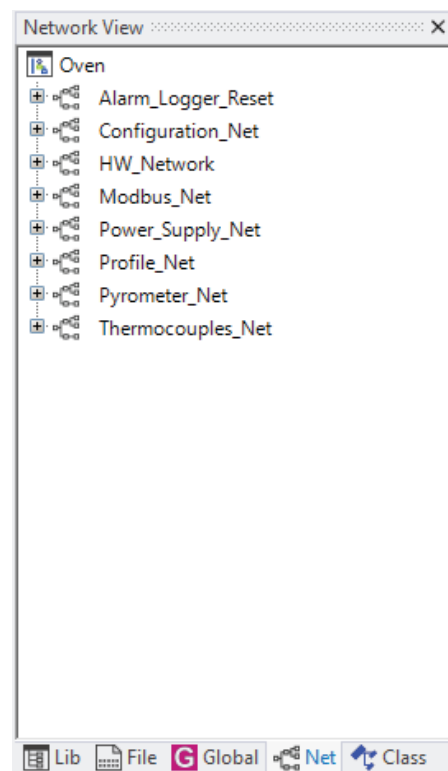 Network View
Oven
Alarm_Logger_Reset
Configuration_Net
HW_Network
Modbus_Net
Power_Supply_Net
Profile_Net
Pyrometer_Net
Thermocouples_Net
Lib File G Global Net Class